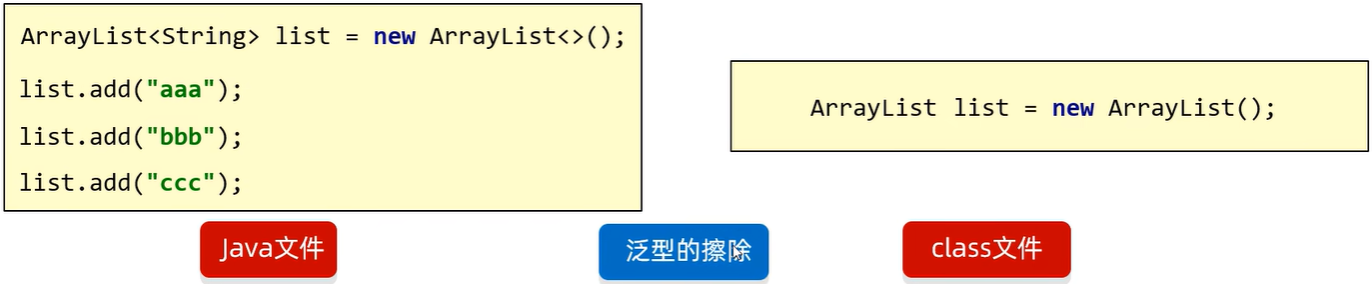 ArrayList<String> list = new ArrayList<>();
list.add("aaa");
list.add("bbb");
list.add("ccc");
ArrayList list = new ArrayList();
Java文件
泛型的擦除
class文件